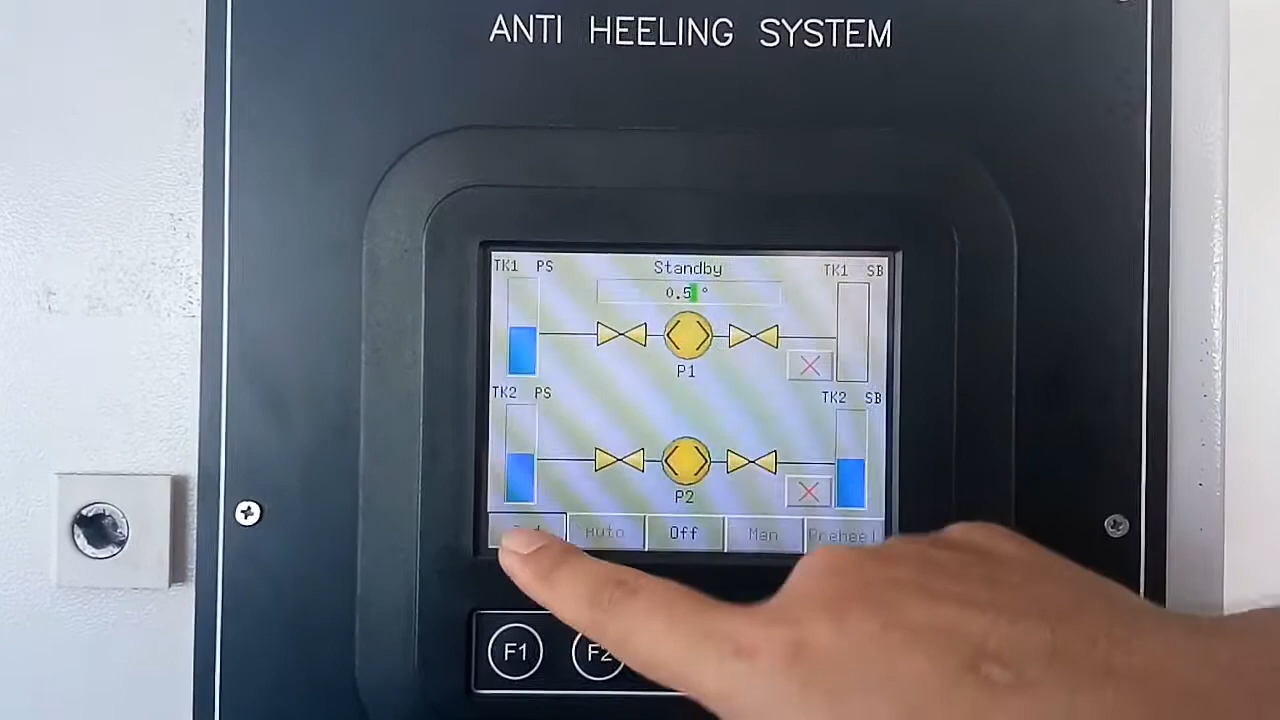 ANTI HEELING SYSTEM
TK1 PS Standby TK1 SB
0.5 °
P1
TK2 PS TK2 SB
P2
Auto Off Man Preheel
F1 F2